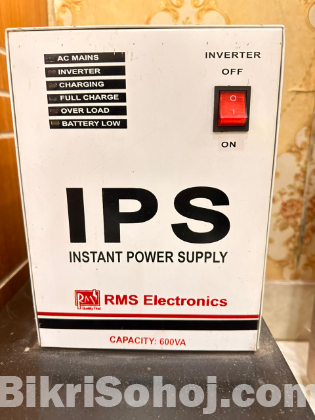 AC MAINS
INVERTER
CHARGING
FULL CHARGE
OVER LOAD
BATTERY LOW
INVERTER
OFF
ON
IPS
INSTANT POWER SUPPLY
RMS
RMS Electronics
CAPACITY: 600VA
BikriSohoj.com